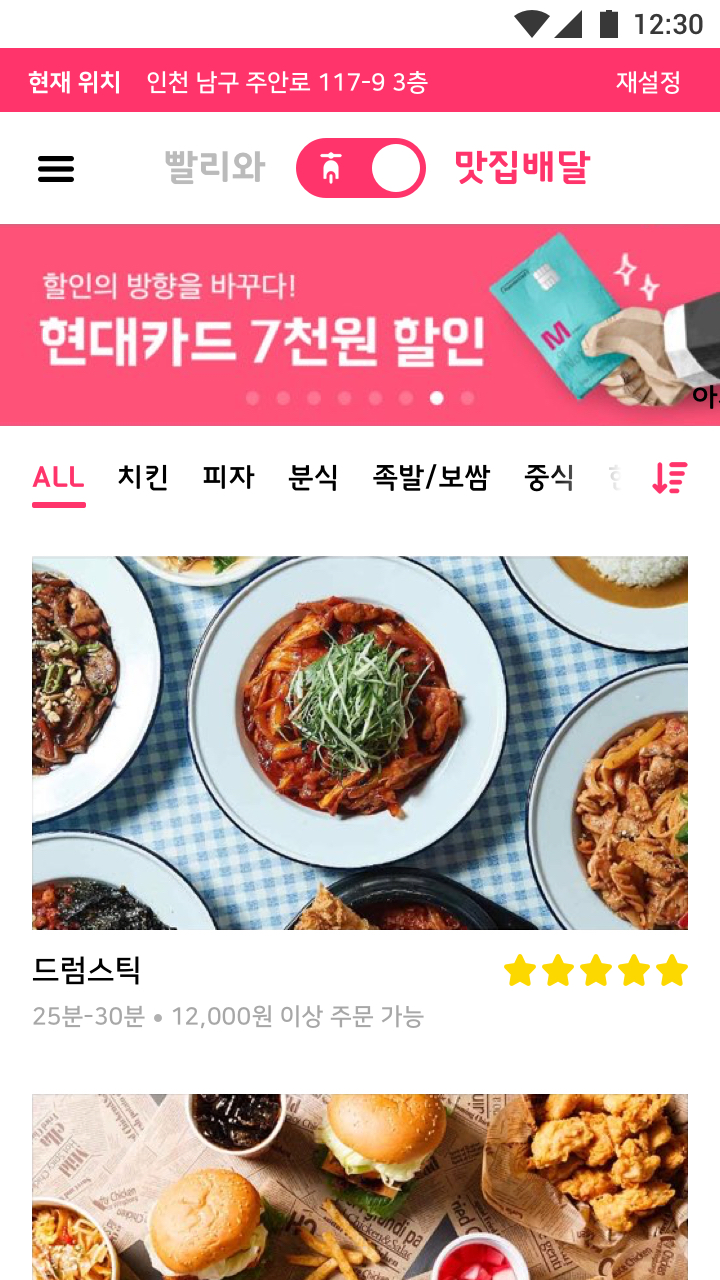 12:30
현재 위치 인천 남구 주안로 117-9 3층 재설정
빨리와 맛집배달
할인의 방향을 바꾸다!
현대카드 7천원 할인
M
ALL 치킨 피자 분식 족발/보쌈 중식
드럼스틱
25분-30분 • 12,000원 이상 주문 가능